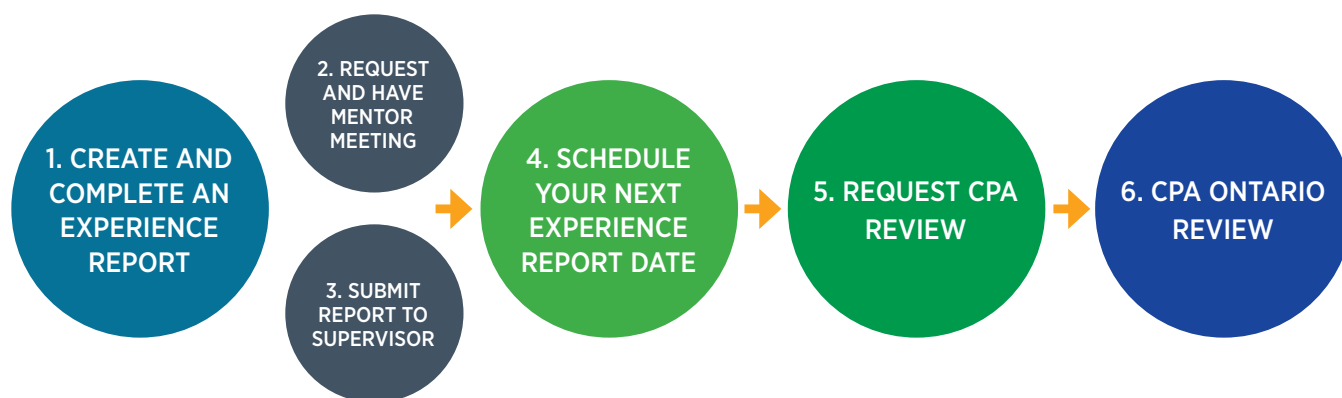 1. CREATE AND
COMPLETE AN
EXPERIENCE
REPORT
2. REQUEST
AND HAVE
MENTOR
MEETING
3. SUBMIT
REPORT TO
SUPERVISOR
4. SCHEDULE
YOUR NEXT
EXPERIENCE
REPORT DATE
5. REQUEST CPA
REVIEW
6. CPA ONTARIO
REVIEW